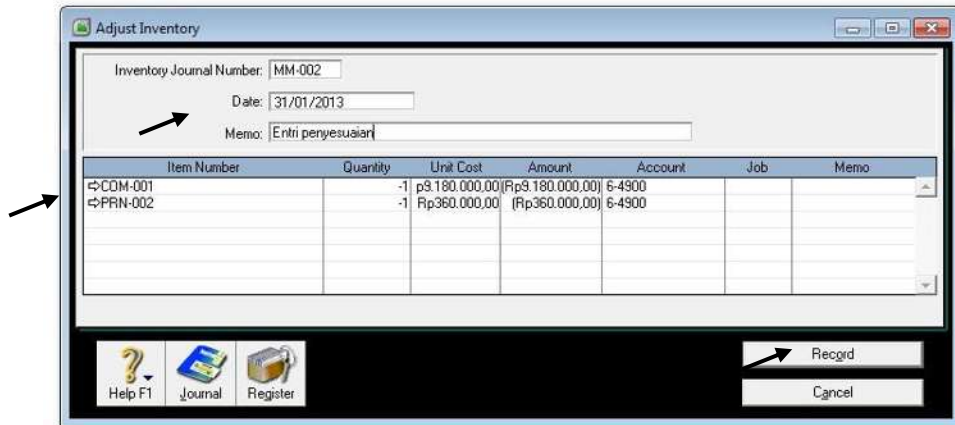 Adjust Inventory
Inventory Journal Number: MM-002
Date: 31/01/2013
Memo: Entri penyesuaian
Item Number Quantity Unit Cost Amount Account Job Memo
COM-001 -1 p9.180.000,00 (Rp9.180.000,00) 6-4900
PRN-002 -1 Rp360.000,00 (Rp360.000,00) 6-4900
Record
Help F1 Journal Register
Cancel